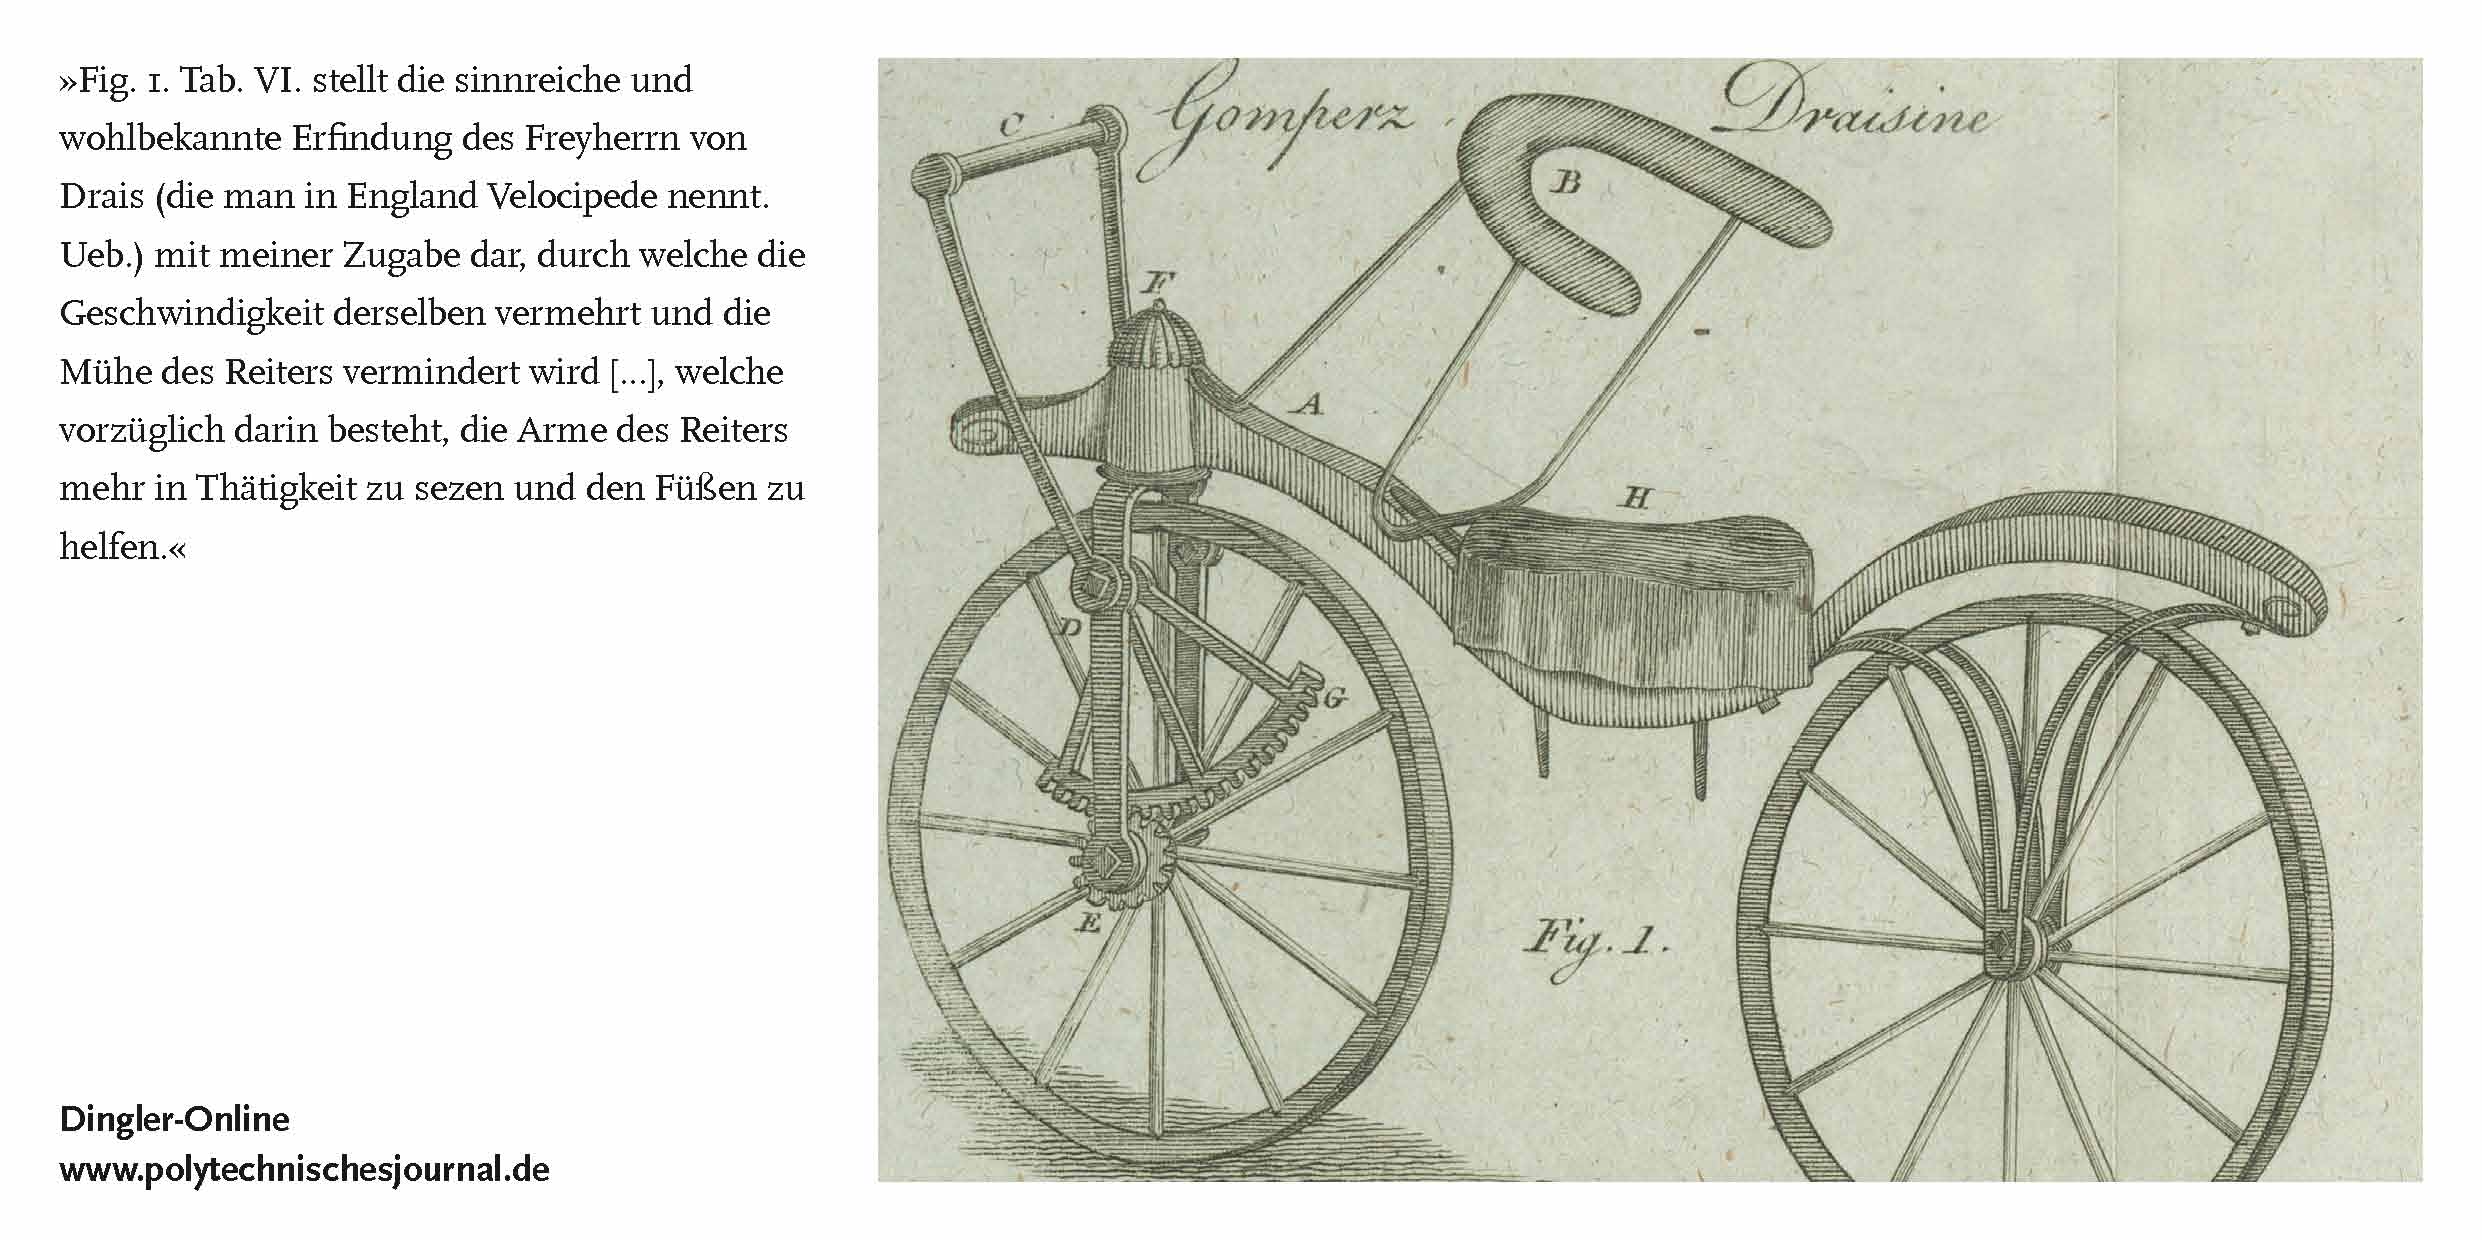 »Fig. 1. Tab. VI. stellt die sinnreiche und
wohlbekannte Erfindung des Freyherrn von
Drais (die man in England Velocipede nennt.
Ueb.) mit meiner Zugabe dar, durch welche die
Geschwindigkeit derselben vermehrt und die
Mühe des Reiters vermindert wird [...], welche
vorzüglich darin besteht, die Arme des Reiters
mehr in Thätigkeit zu sezen und den Füßen zu
helfen.«
Dingler-Online
www.polytechnischesjournal.de
Gomperz Draisine
C
B
F
A
H
D
G
E
Fig. 1.